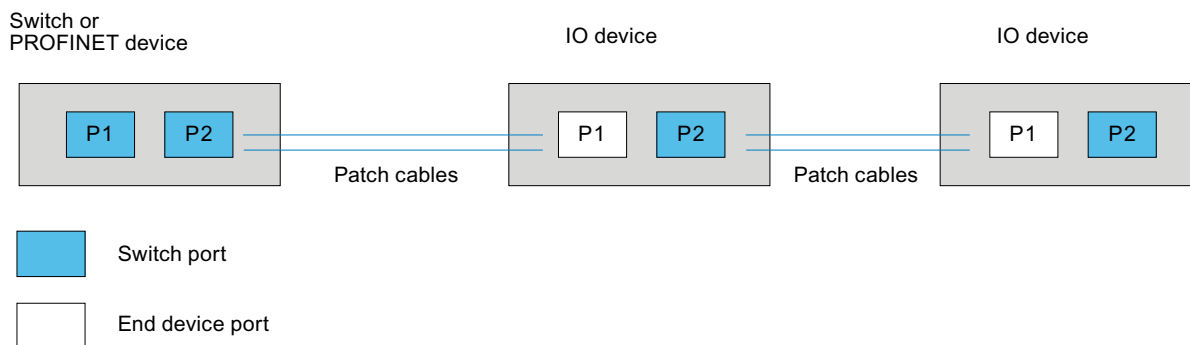 Switch or
PROFINET device
IO device
IO device
P1
P2
P1
P2
P1
P2
Patch cables
Patch cables
Switch port
End device port